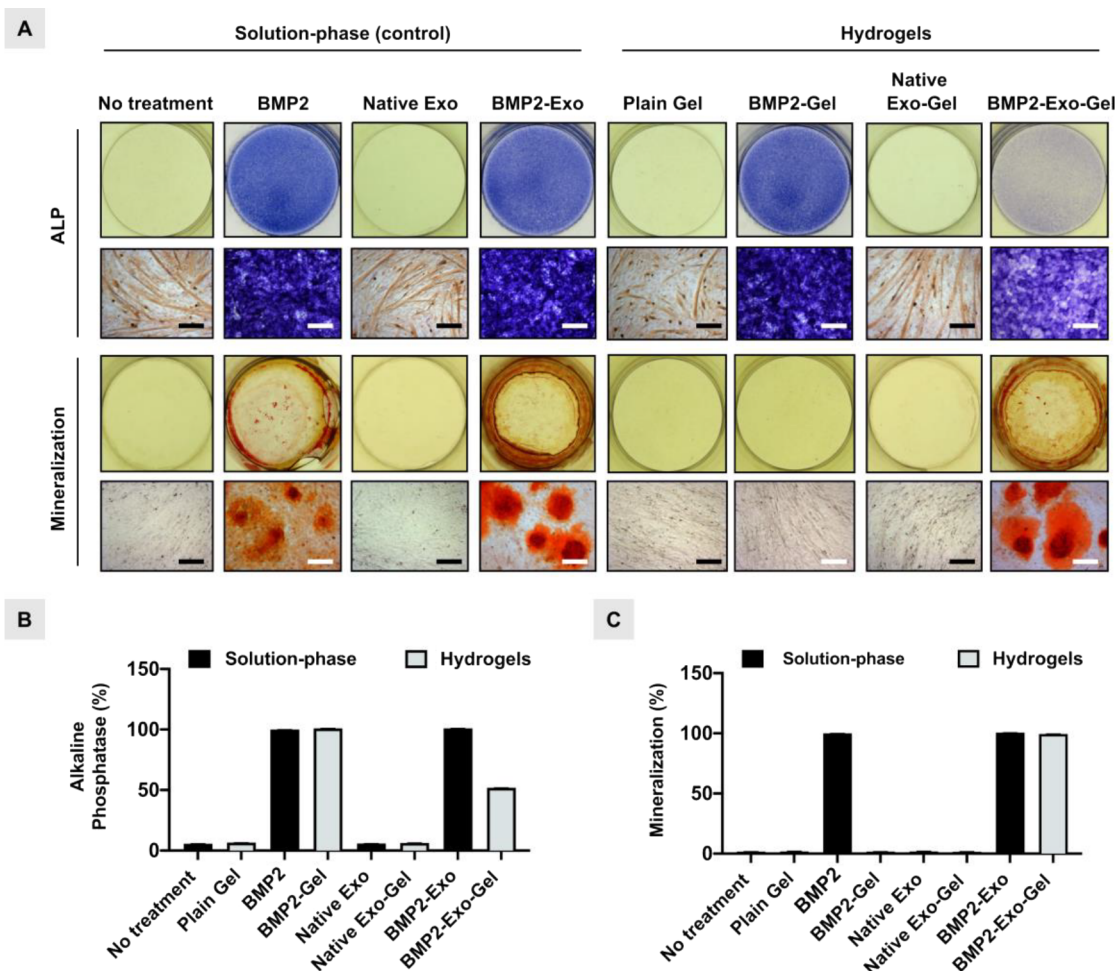 A
Solution-phase (control)
Hydrogels
No treatment
BMP2
Native Exo
BMP2-Exo
Plain Gel
BMP2-Gel
Native
Exo-Gel
BMP2-Exo-Gel
ALP
Mineralization
B
Solution-phase
Hydrogels
Alkaline
Phosphatase (%)
150
100
50
0
No treatment
Plain Gel
BMP2
BMP2-Gel
Native Exo
Native Exo-Gel
BMP2-Exo
BMP2-Exo-Gel
C
Solution-phase
Hydrogels
Mineralization (%)
150
100
50
0
No treatment
Plain Gel
BMP2
BMP2-Gel
Native Exo
Native Exo-Gel
BMP2-Exo
BMP2-Exo-Gel